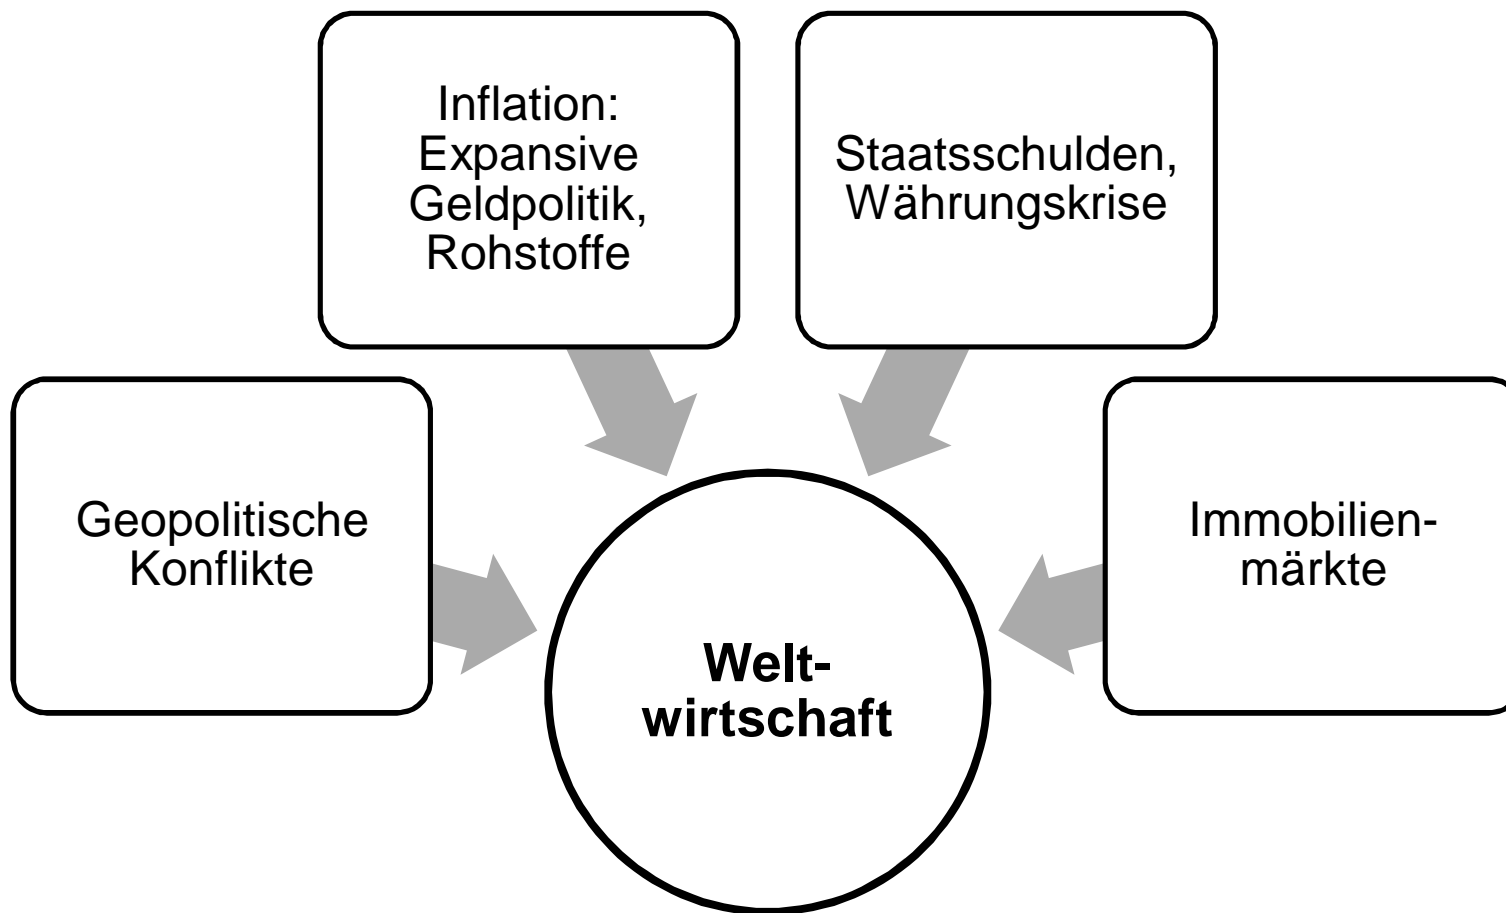 Inflation:
Expansive
Geldpolitik,
Rohstoffe
Staatsschulden,
Währungskrise
Geopolitische
Konflikte
Immobilien-
märkte
Welt-
wirtschaft